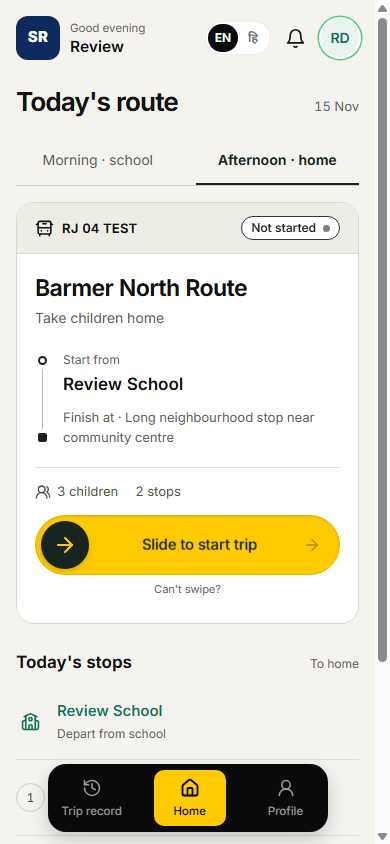 SR
Good evening
Review
EN
हि
RD
Today's route
15 Nov
Morning · school
Afternoon · home
RJ 04 TEST
Not started
Barmer North Route
Take children home
Start from
Review School
Finish at · Long neighbourhood stop near
community centre
3 children
2 stops
Slide to start trip
Can't swipe?
Today's stops
To home
Review School
Depart from school
1
Trip record
Home
Profile